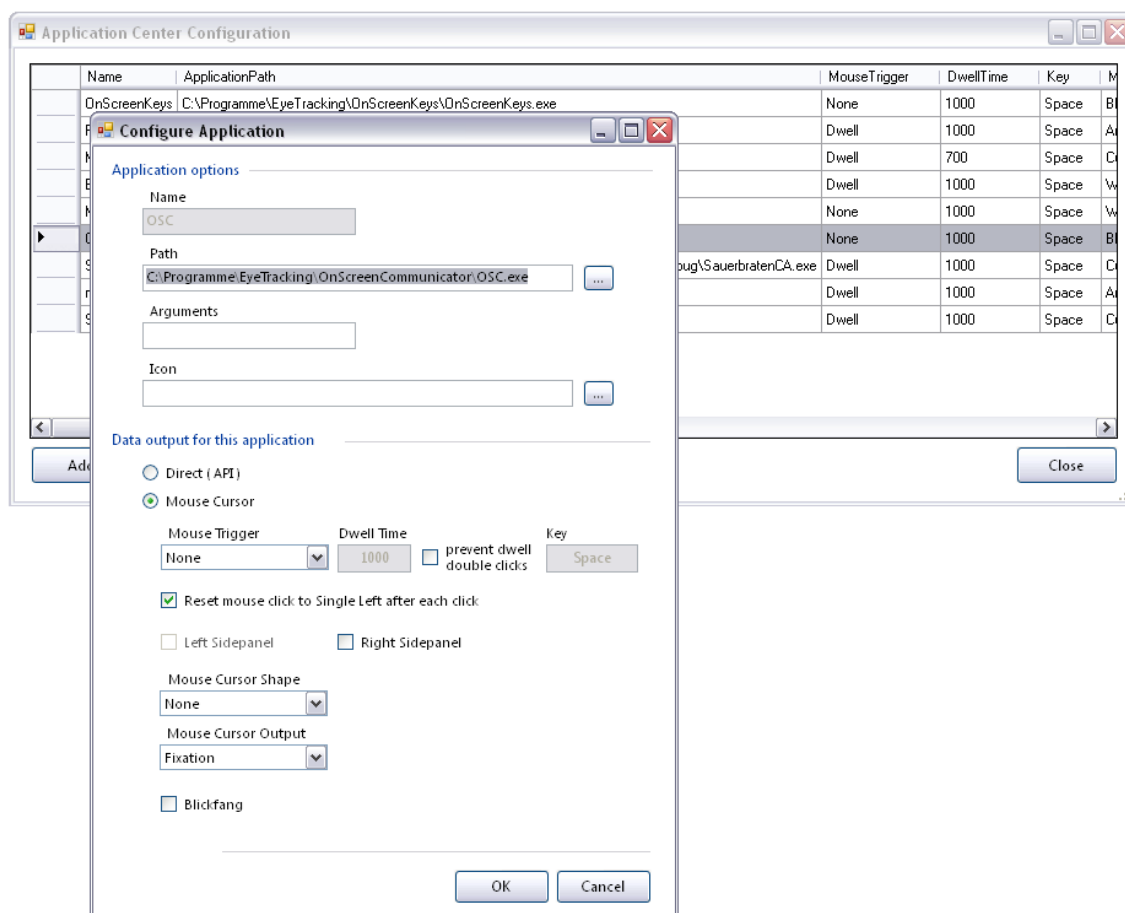 Application Center Configuration
Name ApplicationPath MouseTrigger DwellTime Key
OnScreenKeys C:\Programme\EyeTracking\OnScreenKeys\OnScreenKeys.exe None 1000 Space
Dwell 1000 Space
Dwell 700 Space
Dwell 1000 Space
None 1000 Space
None 1000 Space
\SauerbratenCA.exe Dwell 1000 Space
Dwell 1000 Space
Dwell 1000 Space
Close
Configure Application
Application options
Name
OSC
Path
C:\Programme\EyeTracking\OnScreenCommunicator\OSC.exe
...
Arguments
Icon
...
Data output for this application
Direct ( API )
Mouse Cursor
Mouse Trigger Dwell Time Key
None 1000 prevent dwell double clicks Space
Reset mouse click to Single Left after each click
Left Sidepanel Right Sidepanel
Mouse Cursor Shape
None
Mouse Cursor Output
Fixation
Blickfang
OK Cancel